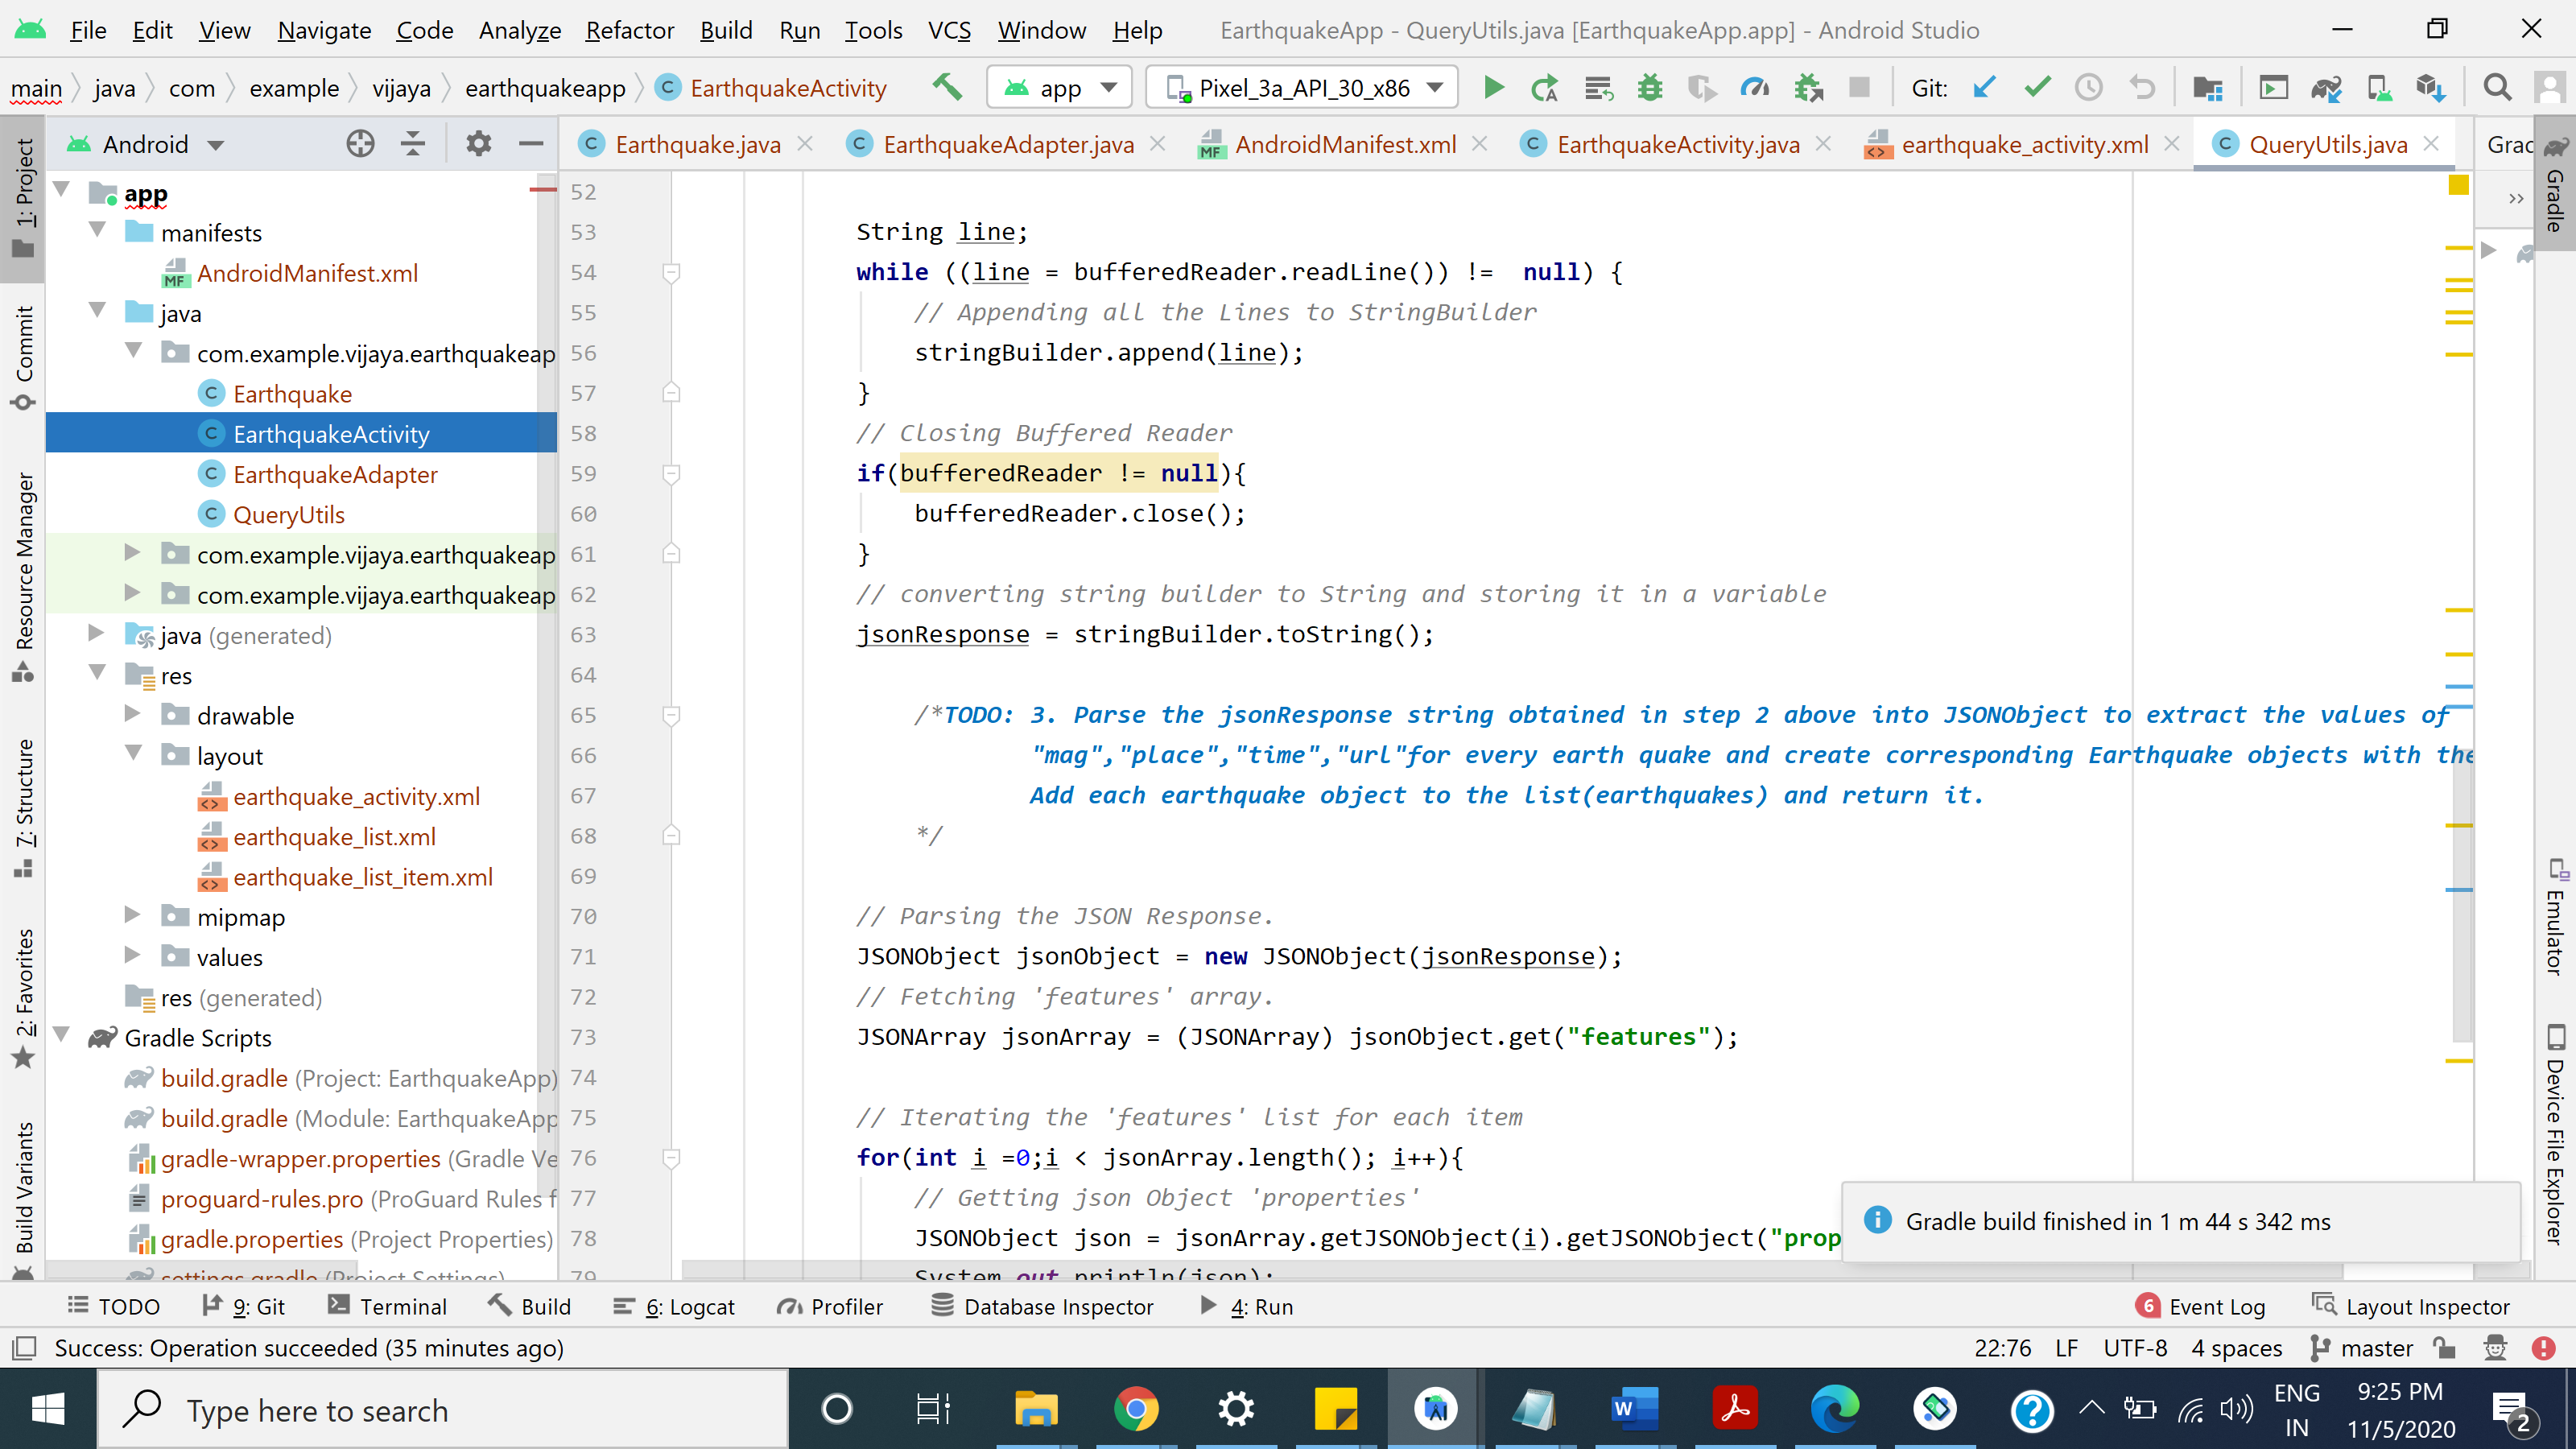 File Edit View Navigate Code Analyze Refactor Build Run Tools VCS Window Help EarthquakeApp - QueryUtils.java [EarthquakeApp.app] - Android Studio
main java com example vijaya earthquakeapp C EarthquakeActivity app Pixel_3a_API_30_x86 Git:
Android
C Earthquake.java C EarthquakeAdapter.java MF AndroidManifest.xml C EarthquakeActivity.java earthquake_activity.xml C QueryUtils.java Grad
1: Project
Commit
Resource Manager
7: Structure
2: Favorites
Build Variants
app
manifests
MF AndroidManifest.xml
java
com.example.vijaya.earthquakeap
C Earthquake
C EarthquakeActivity
C EarthquakeAdapter
C QueryUtils
com.example.vijaya.earthquakeap
com.example.vijaya.earthquakeap
java (generated)
res
drawable
layout
earthquake_activity.xml
earthquake_list.xml
earthquake_list_item.xml
mipmap
values
res (generated)
Gradle Scripts
build.gradle (Project: EarthquakeApp)
build.gradle (Module: EarthquakeApp
gradle-wrapper.properties (Gradle Ve
proguard-rules.pro (ProGuard Rules f
gradle.properties (Project Properties)
settings.gradle (Project Settings)
52
53 String line;
54 while ((line = bufferedReader.readLine()) !=  null) {
55 // Appending all the Lines to StringBuilder
56 stringBuilder.append(line);
57 }
58 // Closing Buffered Reader
59 if(bufferedReader != null){
60 bufferedReader.close();
61 }
62 // converting string builder to String and storing it in a variable
63 jsonResponse = stringBuilder.toString();
64
65 /*TODO: 3. Parse the jsonResponse string obtained in step 2 above into JSONObject to extract the values of
66 "mag","place","time","url"for every earth quake and create corresponding Earthquake objects with the
67 Add each earthquake object to the list(earthquakes) and return it.
68 */
69
70 // Parsing the JSON Response.
71 JSONObject jsonObject = new JSONObject(jsonResponse);
72 // Fetching 'features' array.
73 JSONArray jsonArray = (JSONArray) jsonObject.get("features");
74
75 // Iterating the 'features' list for each item
76 for(int i =0;i < jsonArray.length(); i++){
77 // Getting json Object 'properties'
78 JSONObject json = jsonArray.getJSONObject(i).getJSONObject("prop
79 System.out.println(json);
Gradle build finished in 1 m 44 s 342 ms
Gradle
Emulator
Device File Explorer
TODO 9: Git Terminal Build 6: Logcat Profiler Database Inspector 4: Run 6 Event Log Layout Inspector
Success: Operation succeeded (35 minutes ago) 22:76 LF UTF-8 4 spaces master
Type here to search
ENG
IN
9:25 PM
11/5/2020
2